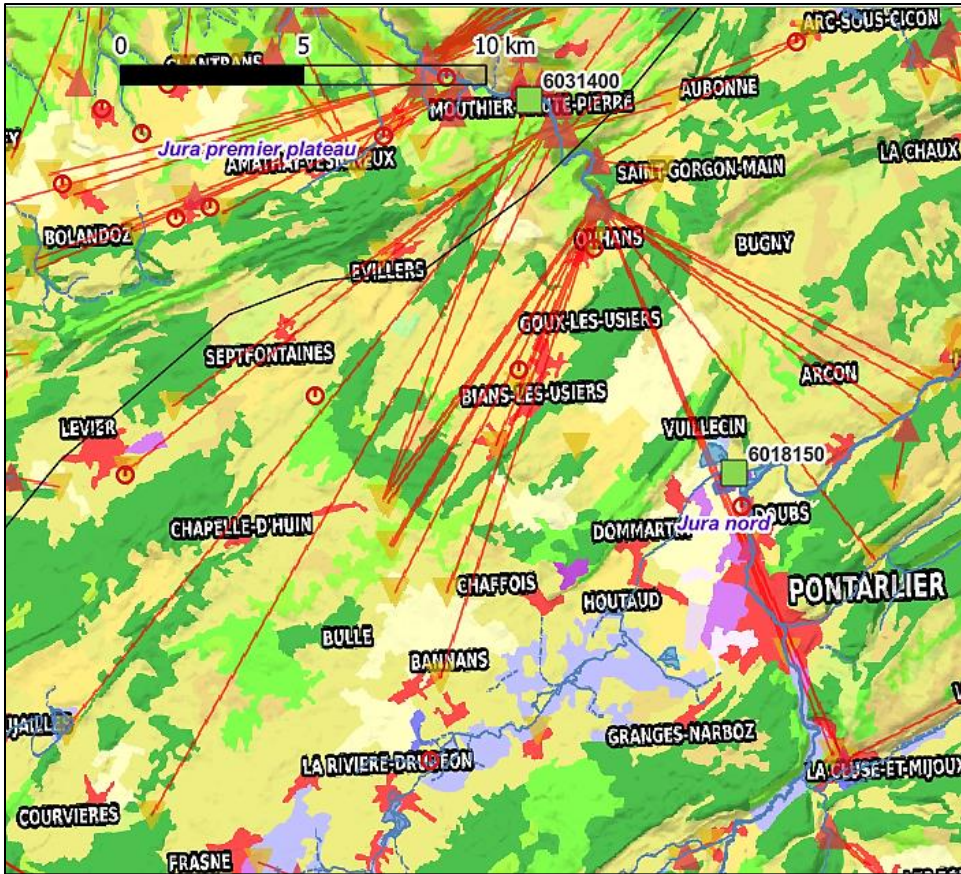 ARC-SOUS-CICON
0 5 10 km
6031400
AUBONNE
Jura premier plateau
LA CHAUX
SAINT-GORGON-MAIN
BOLANDOZ
OUHANS
BUGNY
EVILLERS
GOUX-LES-USIERS
SEPTFONTAINES
ARCON
BIANS-LES-USIERS
LEVIER
VUILLECIN
6018150
CHAPELLE-D'HUIN
Jura nord
DOUBS
CHAFFOIS
PONTARLIER
HOUTAUD
BULLE
BANNANS
UJAILLES
GRANGES-NARBOZ
LA RIVIERE-DRUGEON
LA CLUSE-ET-MIJOUX
COURVIERES
FRASNE